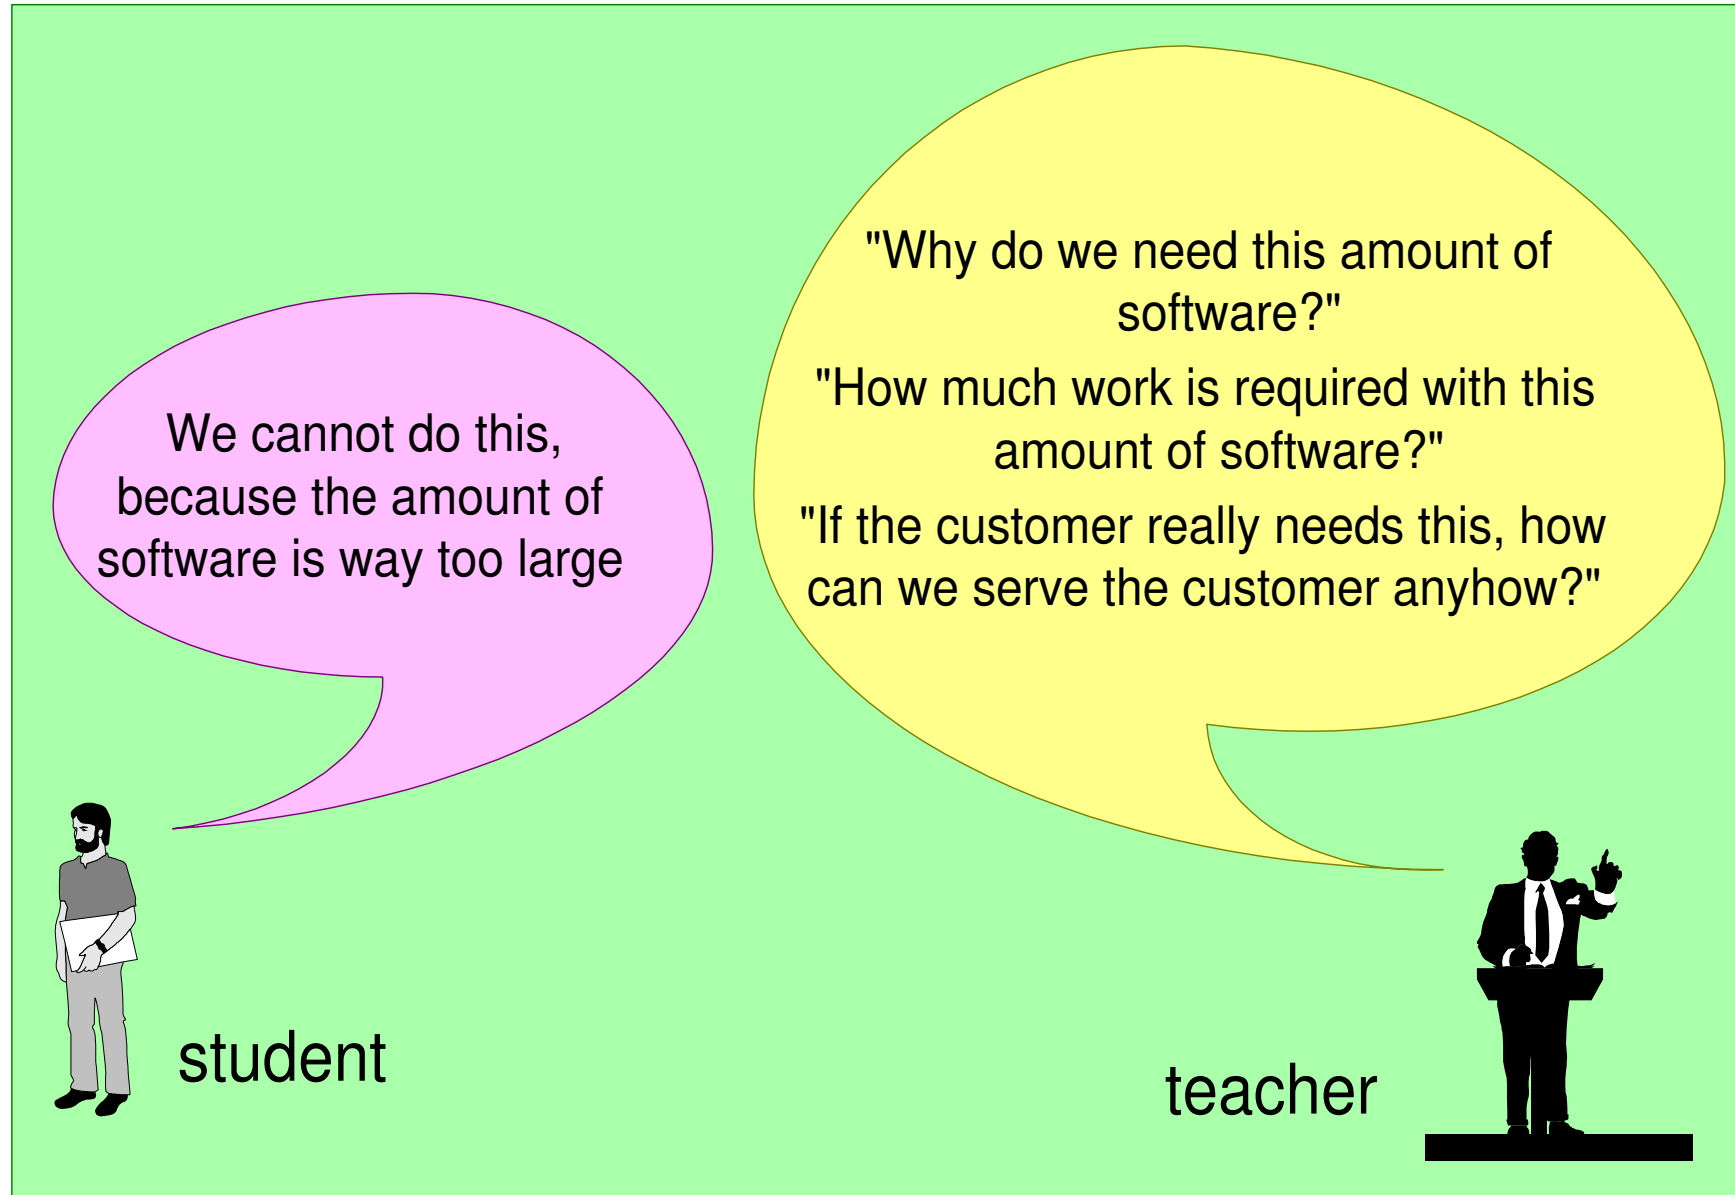 We cannot do this,
because the amount of
software is way too large
"Why do we need this amount of
software?"
"How much work is required with this
amount of software?"
"If the customer really needs this, how
can we serve the customer anyhow?"
student
teacher